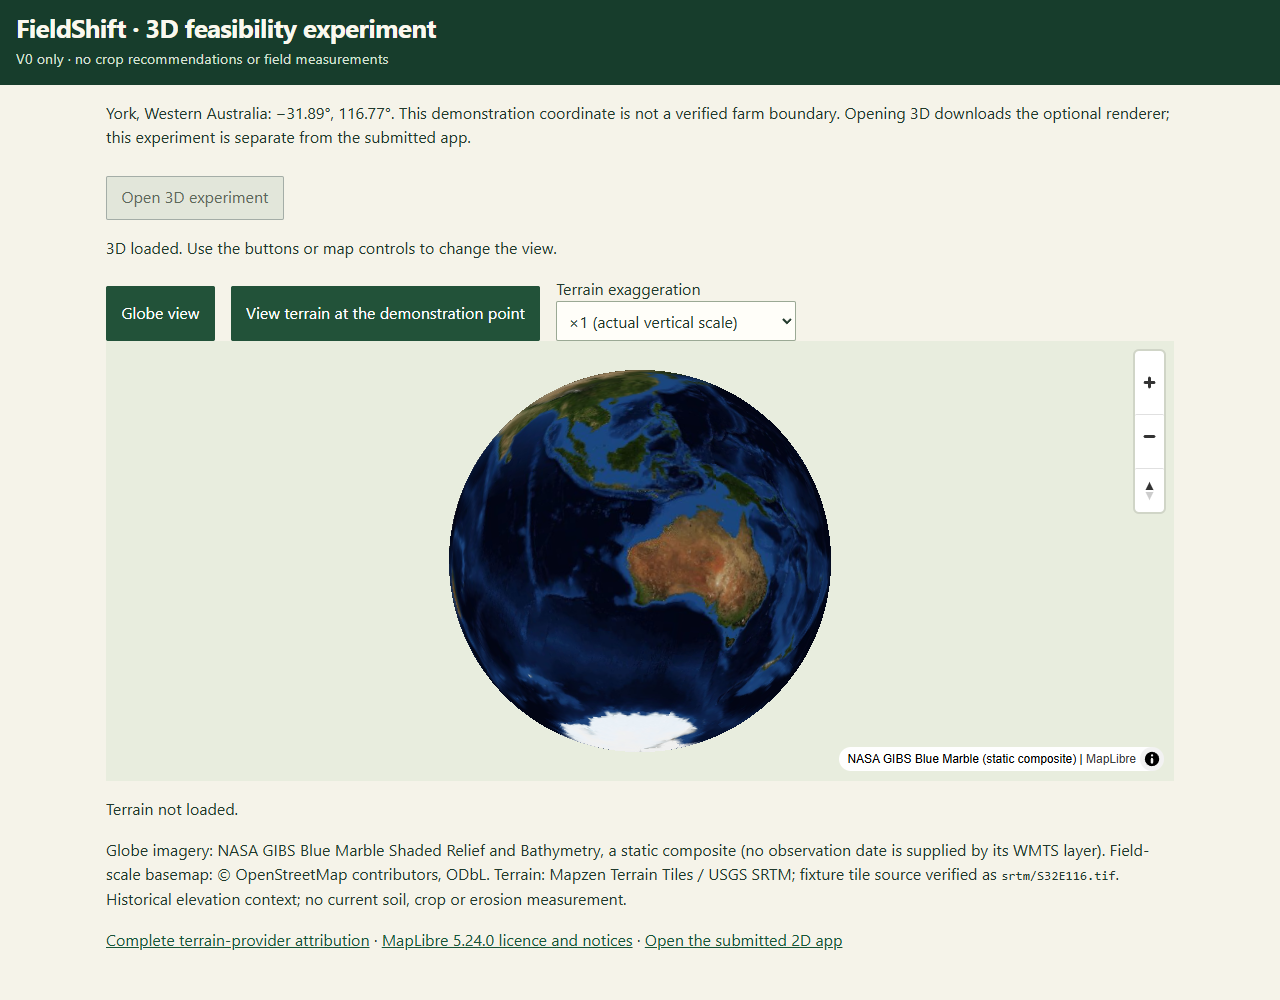 FieldShift · 3D feasibility experiment
V0 only · no crop recommendations or field measurements
York, Western Australia: −31.89°, 116.77°. This demonstration coordinate is not a verified farm boundary. Opening 3D downloads the optional renderer;
this experiment is separate from the submitted app.
Open 3D experiment
3D loaded. Use the buttons or map controls to change the view.
Globe view
View terrain at the demonstration point
Terrain exaggeration
×1 (actual vertical scale)
NASA GIBS Blue Marble (static composite) | MapLibre
Terrain not loaded.
Globe imagery: NASA GIBS Blue Marble Shaded Relief and Bathymetry, a static composite (no observation date is supplied by its WMTS layer). Field-
scale basemap: © OpenStreetMap contributors, ODbL. Terrain: Mapzen Terrain Tiles / USGS SRTM; fixture tile source verified as srtm/S32E116.tif.
Historical elevation context; no current soil, crop or erosion measurement.
Complete terrain-provider attribution · MapLibre 5.24.0 licence and notices · Open the submitted 2D app